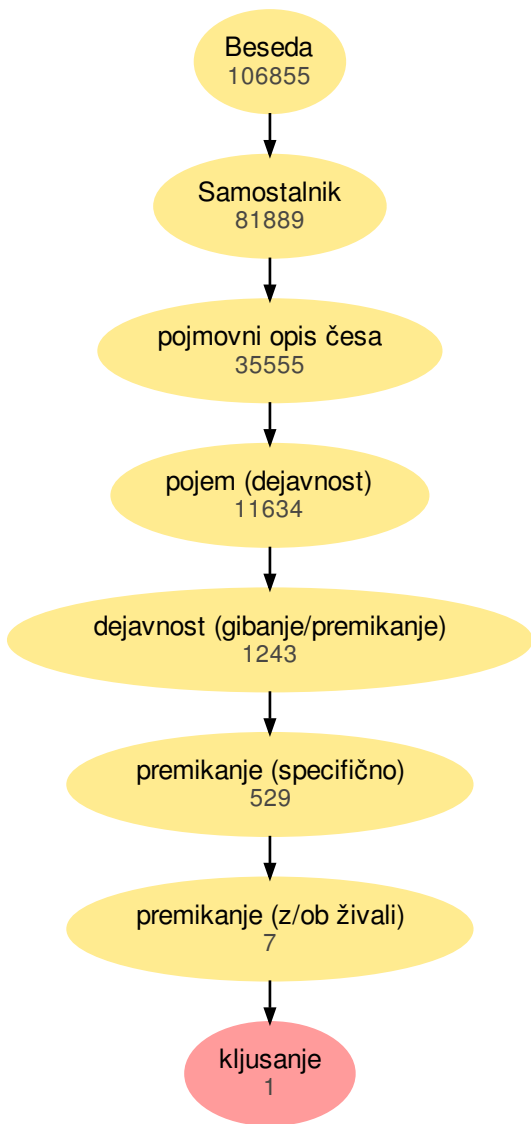 Beseda
106855
Samostalnik
81889
pojmovni opis česa
35555
pojem (dejavnost)
11634
dejavnost (gibanje/premikanje)
1243
premikanje (specifično)
529
premikanje (z/ob živali)
7
kljusanje
1